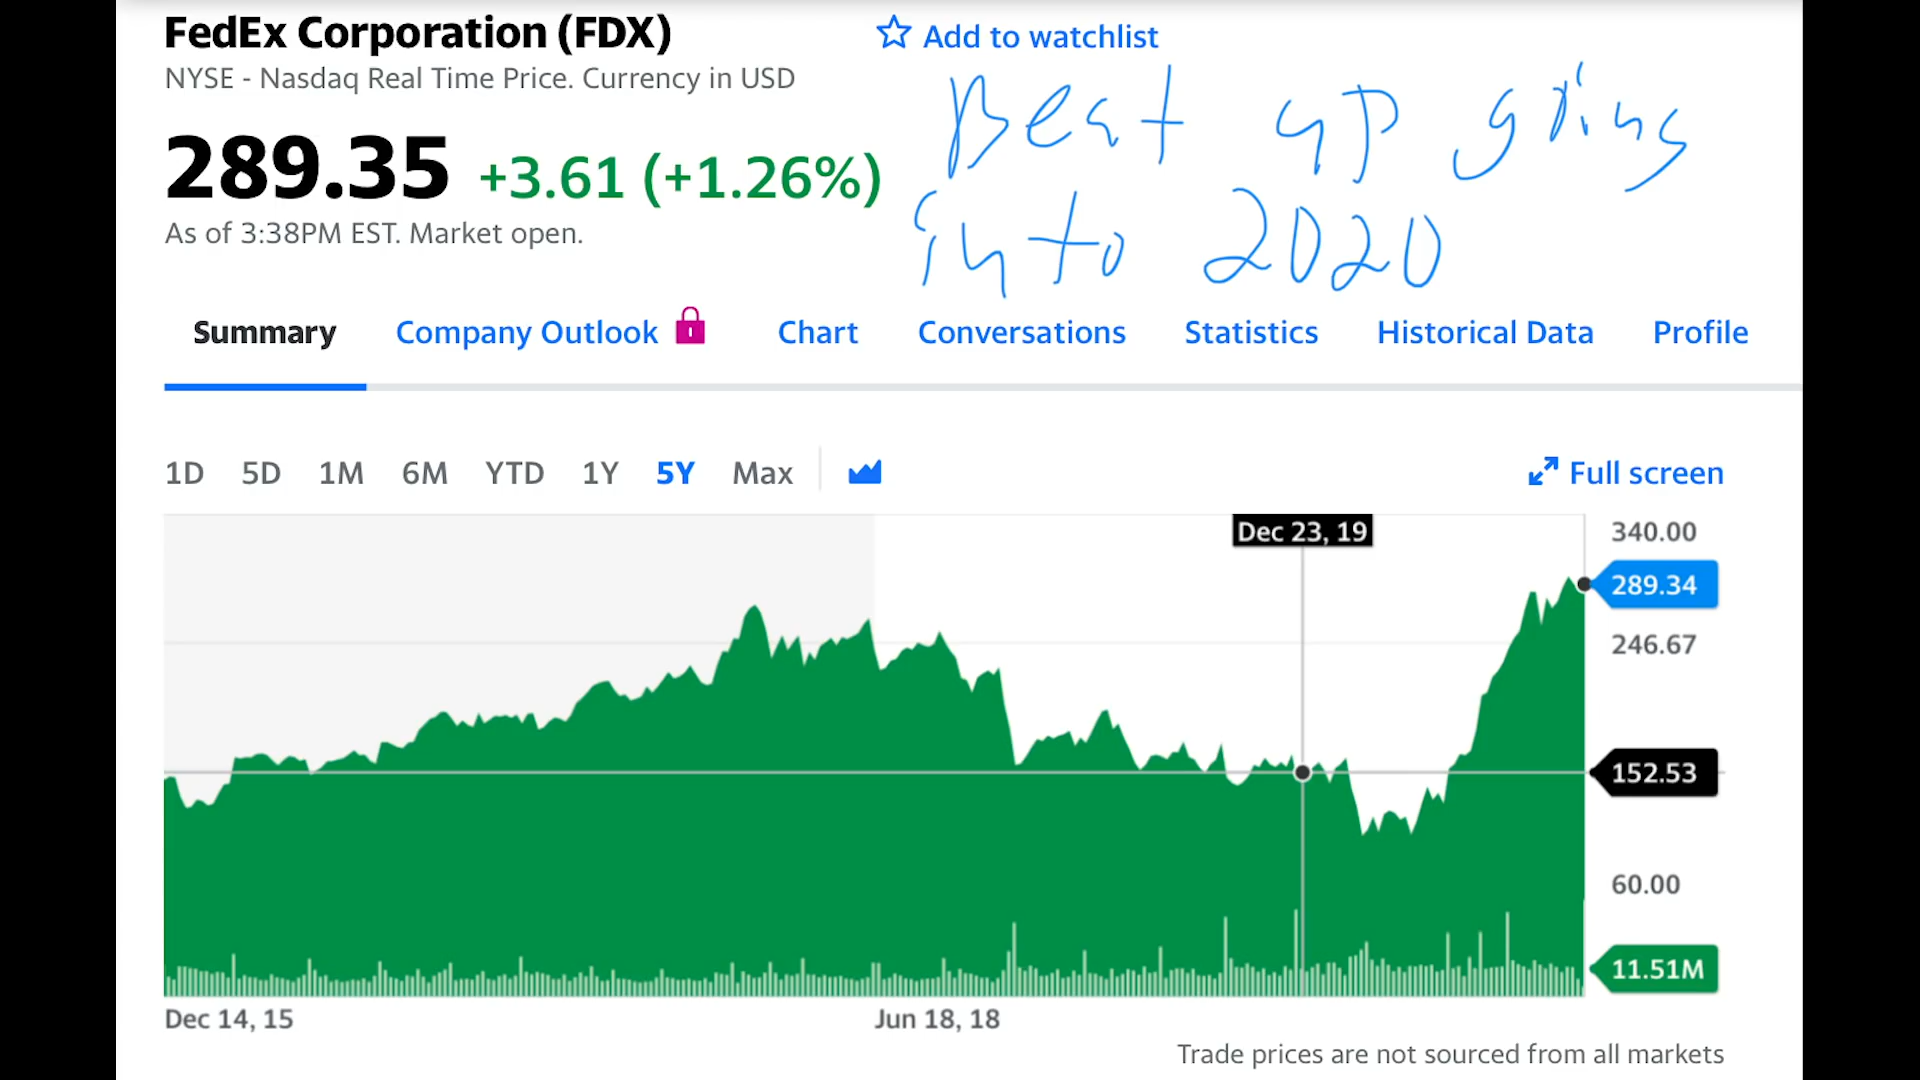 FedEx Corporation (FDX)
Add to watchlist
NYSE - Nasdaq Real Time Price. Currency in USD
Beat up going
289.35 +3.61 (+1.26%)
into 2020
As of 3:38PM EST. Market open.
Summary Company Outlook Chart Conversations Statistics Historical Data Profile
1D 5D 1M 6M YTD 1Y 5Y Max Full screen
Dec 23, 19
340.00
289.34
246.67
152.53
60.00
11.51M
Dec 14, 15 Jun 18, 18
Trade prices are not sourced from all markets